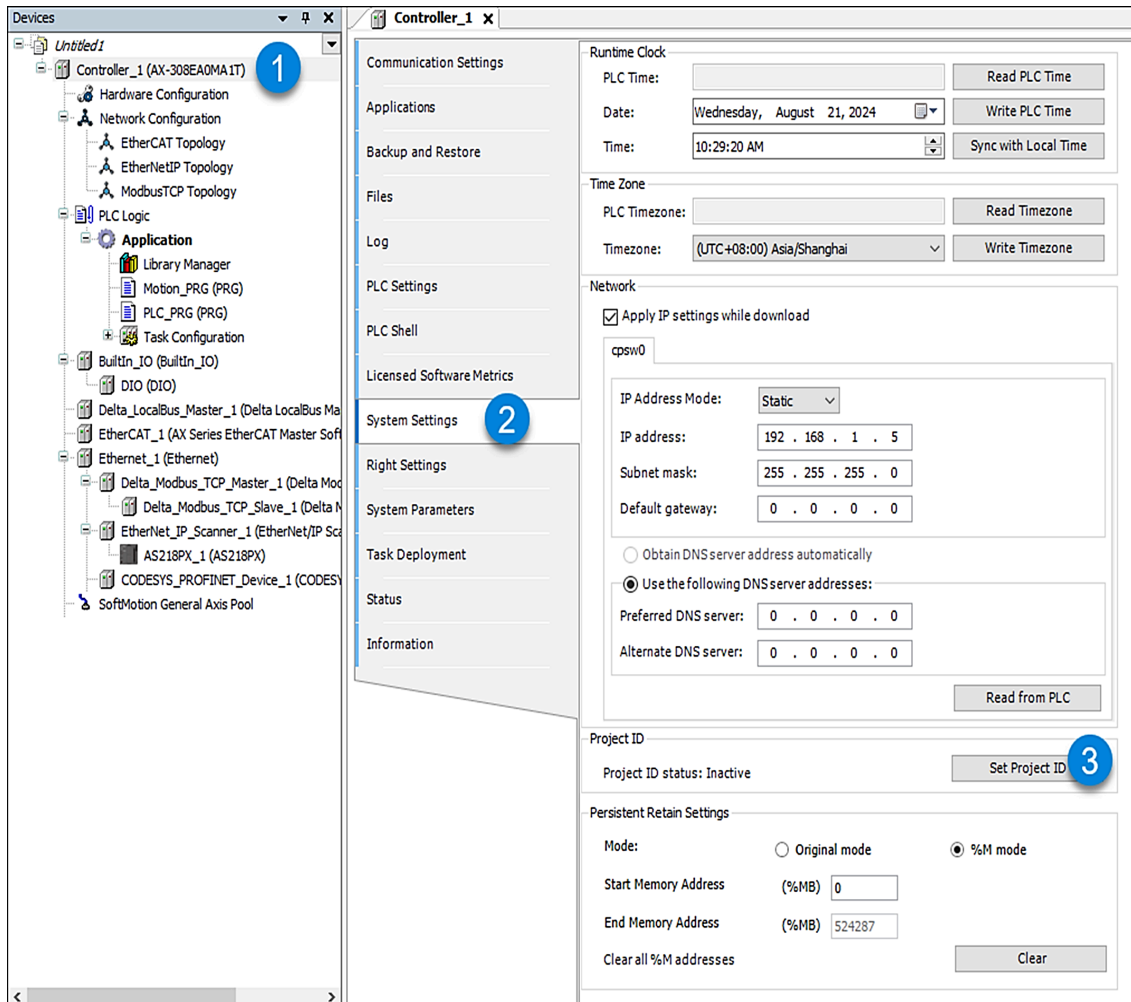 Devices
Untitled1
Controller_1 (AX-308EA0MA1T)
1
Hardware Configuration
Network Configuration
EtherCAT Topology
EtherNetIP Topology
ModbusTCP Topology
PLC Logic
Application
Library Manager
Motion_PRG (PRG)
PLC_PRG (PRG)
Task Configuration
BuiltIn_IO (BuiltIn_IO)
DIO (DIO)
Delta_LocalBus_Master_1 (Delta LocalBus Ma
EtherCAT_1 (AX Series EtherCAT Master Soft
Ethernet_1 (Ethernet)
Delta_Modbus_TCP_Master_1 (Delta Mod
Delta_Modbus_TCP_Slave_1 (Delta M
EtherNet_IP_Scanner_1 (EtherNet/IP Sca
AS218PX_1 (AS218PX)
CODESYS_PROFINET_Device_1 (CODESY
SoftMotion General Axis Pool
Controller_1
Communication Settings
Applications
Backup and Restore
Files
Log
PLC Settings
PLC Shell
Licensed Software Metrics
System Settings
2
Right Settings
System Parameters
Task Deployment
Status
Information
Runtime Clock
PLC Time:
Read PLC Time
Date: Wednesday, August 21, 2024
Write PLC Time
Time: 10:29:20 AM
Sync with Local Time
Time Zone
PLC Timezone:
Read Timezone
Timezone: (UTC+08:00) Asia/Shanghai
Write Timezone
Network
Apply IP settings while download
cpsw0
IP Address Mode: Static
IP address: 192 . 168 . 1 . 5
Subnet mask: 255 . 255 . 255 . 0
Default gateway: 0 . 0 . 0 . 0
Obtain DNS server address automatically
Use the following DNS server addresses:
Preferred DNS server: 0 . 0 . 0 . 0
Alternate DNS server: 0 . 0 . 0 . 0
Read from PLC
Project ID
Project ID status: Inactive
Set Project ID
3
Persistent Retain Settings
Mode: Original mode %M mode
Start Memory Address (%MB) 0
End Memory Address (%MB) 524287
Clear all %M addresses
Clear